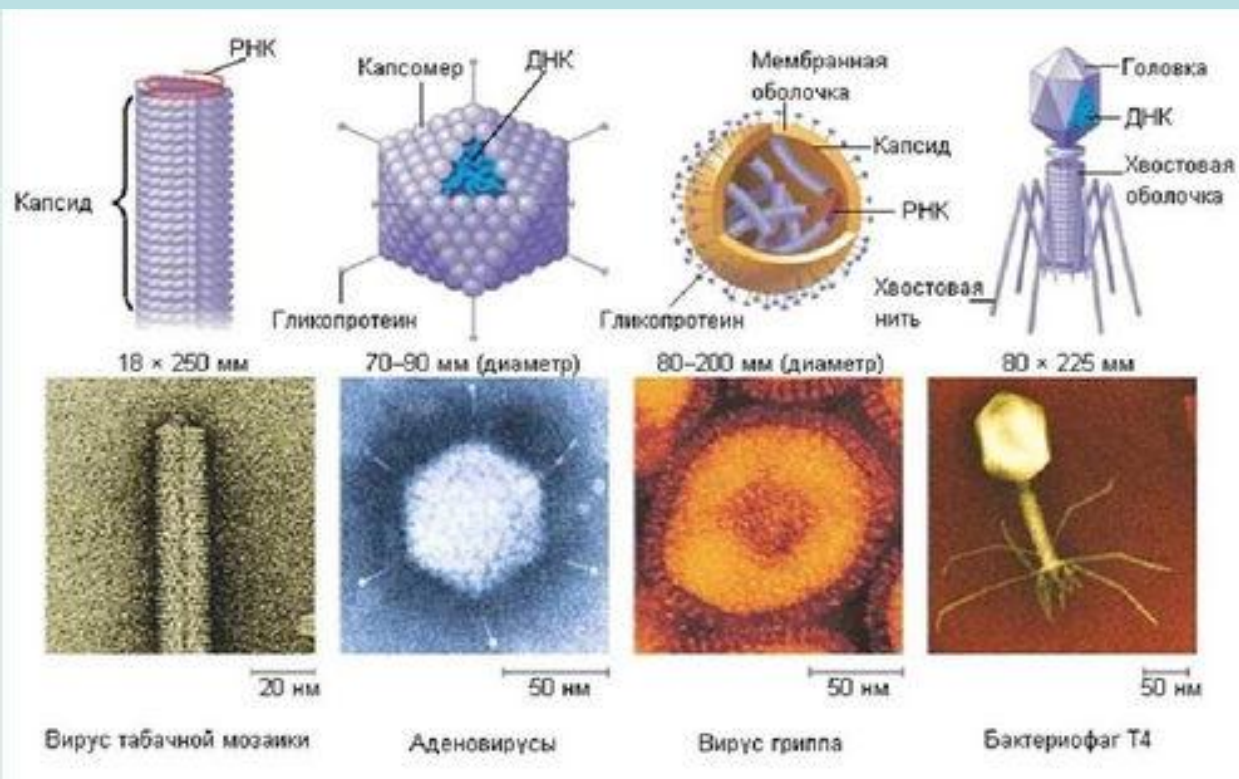 РНК
Капсид
Капсомер
ДНК
Гликопротеин
Мембранная
оболочка
Капсид
РНК
Гликопротеин
Головка
ДНК
Хвостовая
оболочка
Хвостовая
нить
18 × 250 мм
70–90 мм (диаметр)
80–200 мм (диаметр)
80 × 225 мм
20 нм
50 нм
50 нм
50 нм
Вирус табачной мозаики
Аденовирусы
Вирус гриппа
Бактериофаг Т4